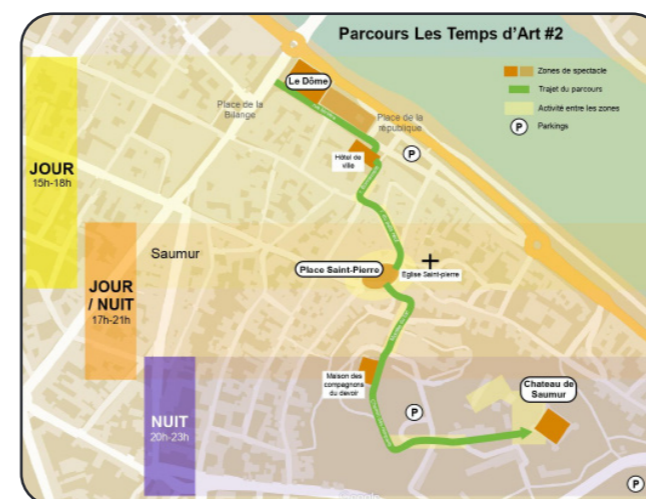 Parcours Les Temps d'Art #2
Zones de spectacle
Trajet du parcours
Activité entre les zones
P
Parkings
Le Dôme
Place de la
Bilange
Place de la
république
P
Hôtel de
ville
JOUR
15h-18h
Saumur
Place Saint-Pierre
Eglise Saint-pierre
JOUR
/ NUIT
17h-21h
Maison des
compagnons
du devoir
Chateau de
Saumur
P
NUIT
20h-23h
P